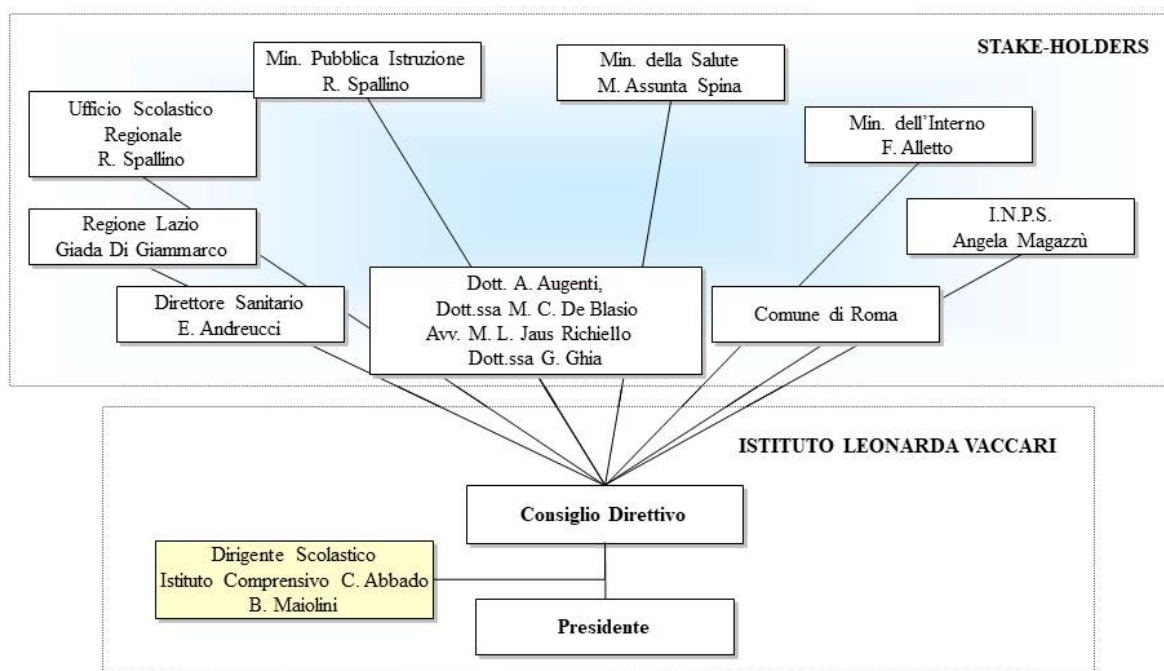 STAKE-HOLDERS
Min. Pubblica Istruzione
R. Spallino
Min. della Salute
M. Assunta Spina
Ufficio Scolastico
Regionale
R. Spallino
Min. dell'Interno
F. Alletto
Regione Lazio
Giada Di Giammarco
I.N.P.S.
Angela Magazzù
Direttore Sanitario
E. Andreucci
Dott. A. Augenti,
Dott.ssa M. C. De Blasio
Avv. M. L. Jaus Richiello
Dott.ssa G. Ghia
Comune di Roma
ISTITUTO LEONARDA VACCARI
Consiglio Direttivo
Dirigente Scolastico
Istituto Comprensivo C. Abbado
B. Maiolini
Presidente